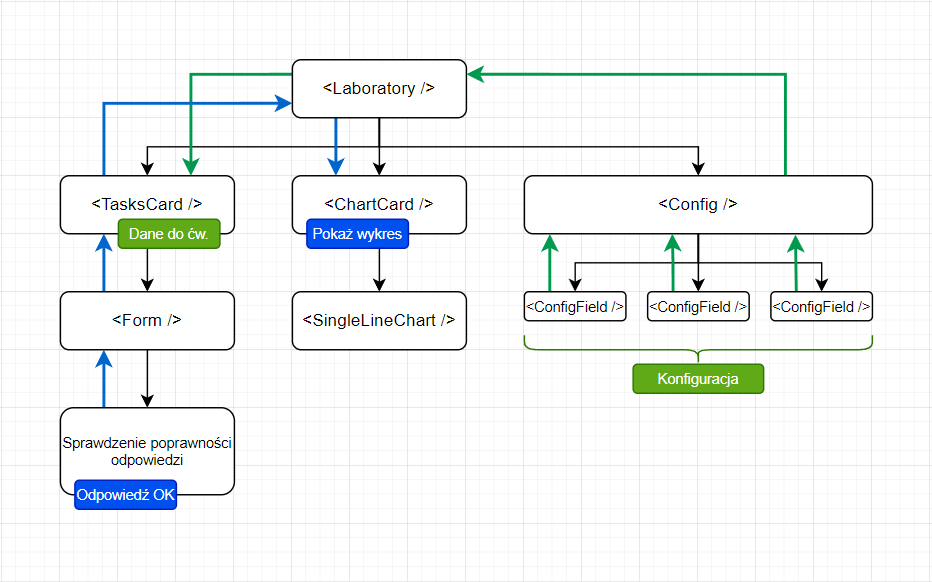 <Laboratory />
<TasksCard />
Dane do ćw.
<ChartCard />
Pokaż wykres
<Config />
<Form />
<SingleLineChart />
<ConfigField />
<ConfigField />
<ConfigField />
Konfiguracja
Sprawdzenie poprawności
odpowiedzi
Odpowiedź OK